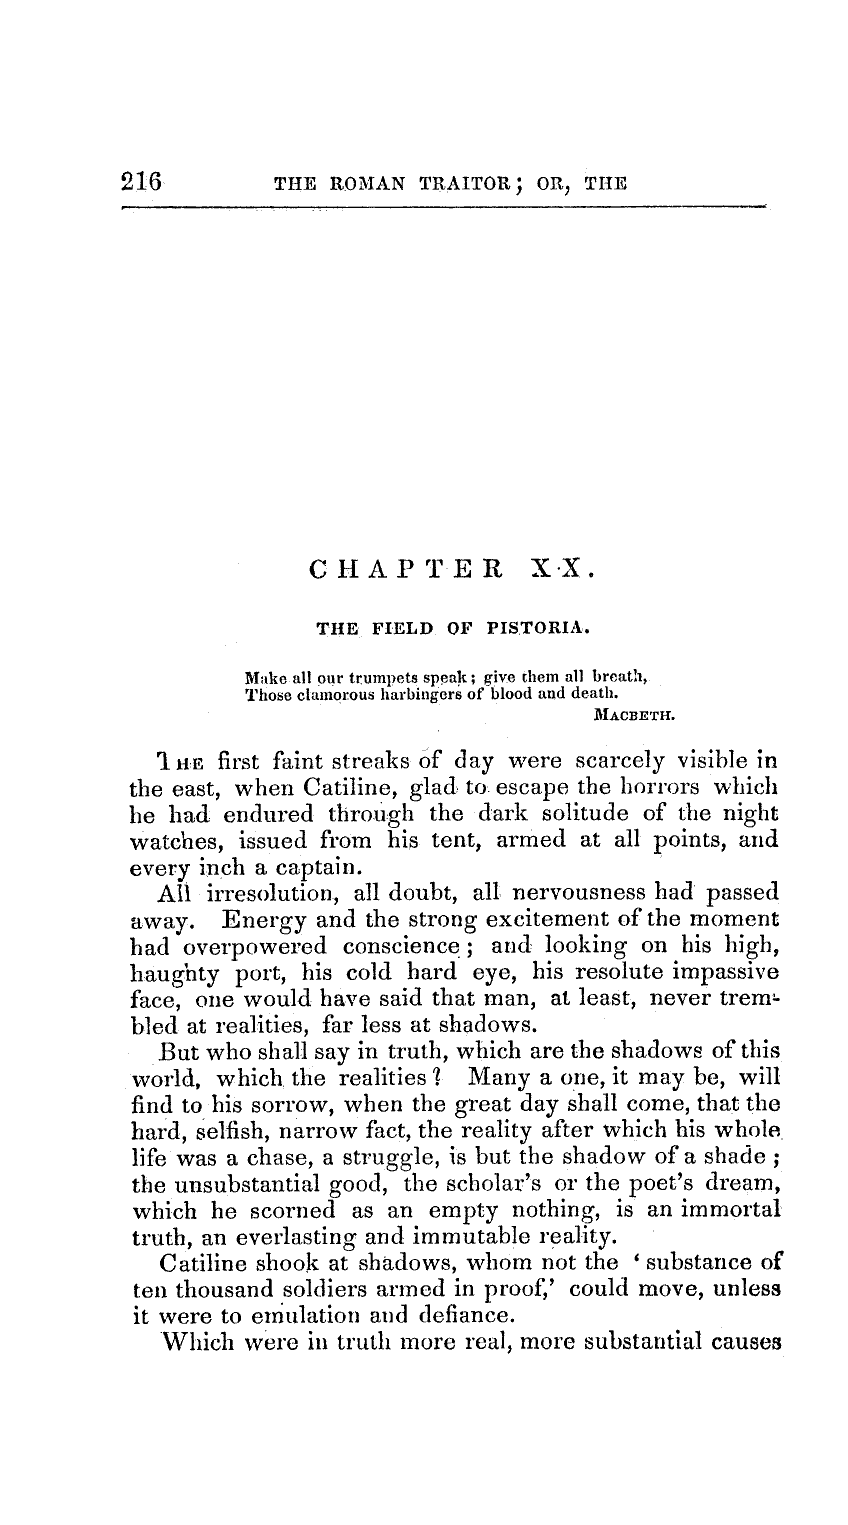 216 THE ROMAN TRAITOR; OR, THE
CHAPTER XX.
THE FIELD OF PISTORIA.
Make all our trumpets speak; give them all breath,
Those clamorous harbingers of blood and death.
MACBETH.
THE first faint streaks of day were scarcely visible in
the east, when Catiline, glad to escape the horrors which
he had endured through the dark solitude of the night
watches, issued from his tent, armed at all points, and
every inch a captain.
All irresolution, all doubt, all nervousness had passed
away. Energy and the strong excitement of the moment
had overpowered conscience; and looking on his high,
haughty port, his cold hard eye, his resolute impassive
face, one would have said that man, at least, never trem-
bled at realities, far less at shadows.
But who shall say in truth, which are the shadows of this
world, which the realities? Many a one, it may be, will
find to his sorrow, when the great day shall come, that the
hard, selfish, narrow fact, the reality after which his whole
life was a chase, a struggle, is but the shadow of a shade;
the unsubstantial good, the scholar's or the poet's dream,
which he scorned as an empty nothing, is an immortal
truth, an everlasting and immutable reality.
Catiline shook at shadows, whom not the 'substance of
ten thousand soldiers armed in proof,' could move, unless
it were to emulation and defiance.
Which were in truth more real, more substantial causes